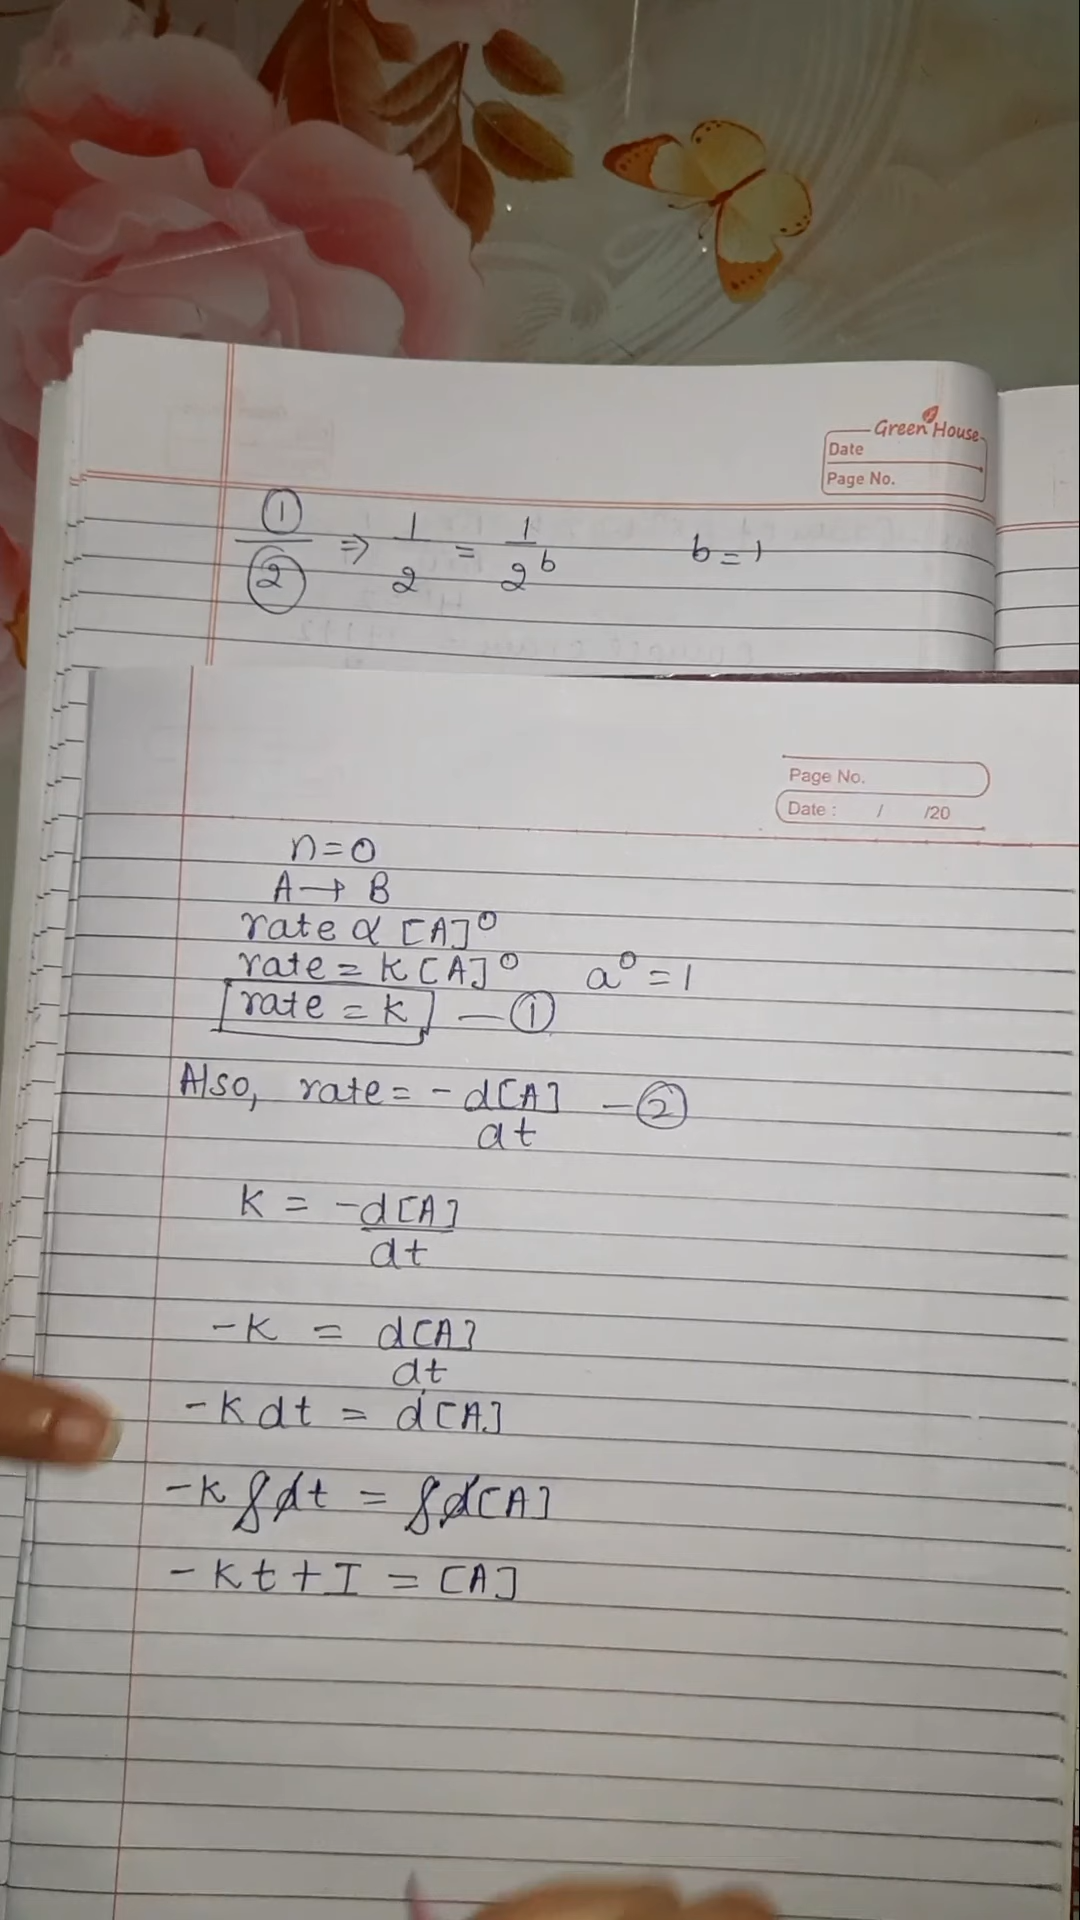 Green House
Date
Page No.
① / ② ⇒ 1/2 = 1/2^b b = 1
Page No.
Date : / /20
n = 0
A → B
rate ∝ [A]⁰
rate = K[A]⁰ a⁰ = 1
rate = K — ①
Also, rate = - d[A]/dt — ②
K = -d[A]/dt
-K = d[A]/dt
-K dt = d[A]
-K ∫dt = ∫d[A]
-Kt + I = [A]